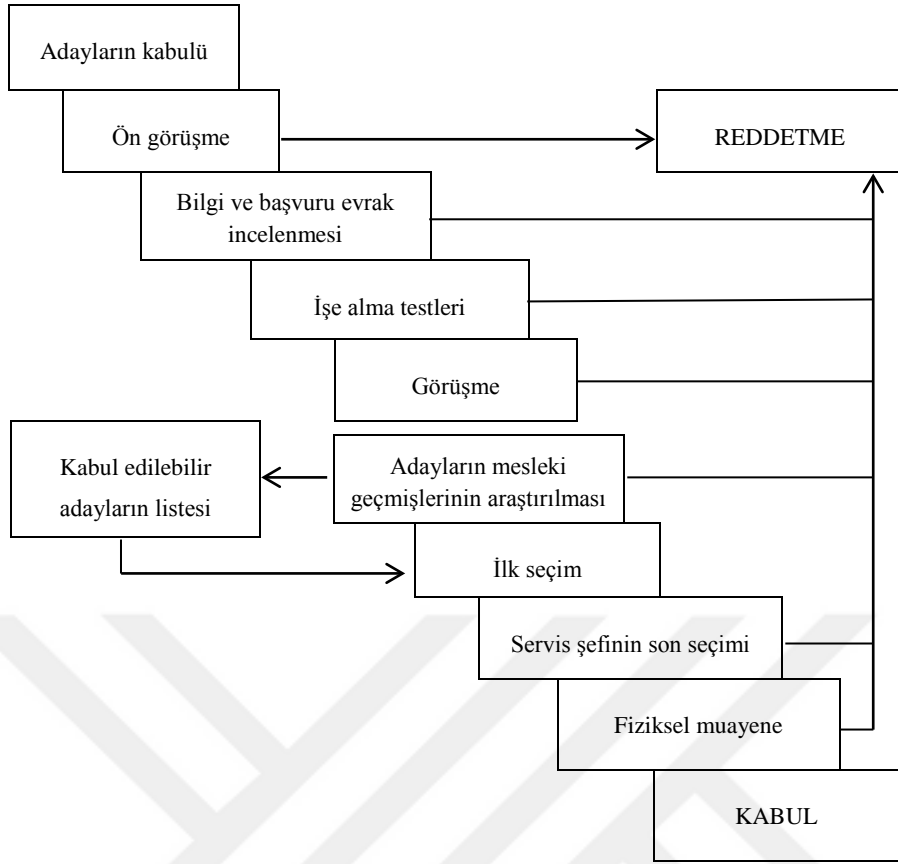 Adayların kabulü
Ön görüşme
REDDETME
Bilgi ve başvuru evrak
incelenmesi
İşe alma testleri
Görüşme
Kabul edilebilir
adayların listesi
Adayların mesleki
geçmişlerinin araştırılması
İlk seçim
Servis şefinin son seçimi
Fiziksel muayene
KABUL